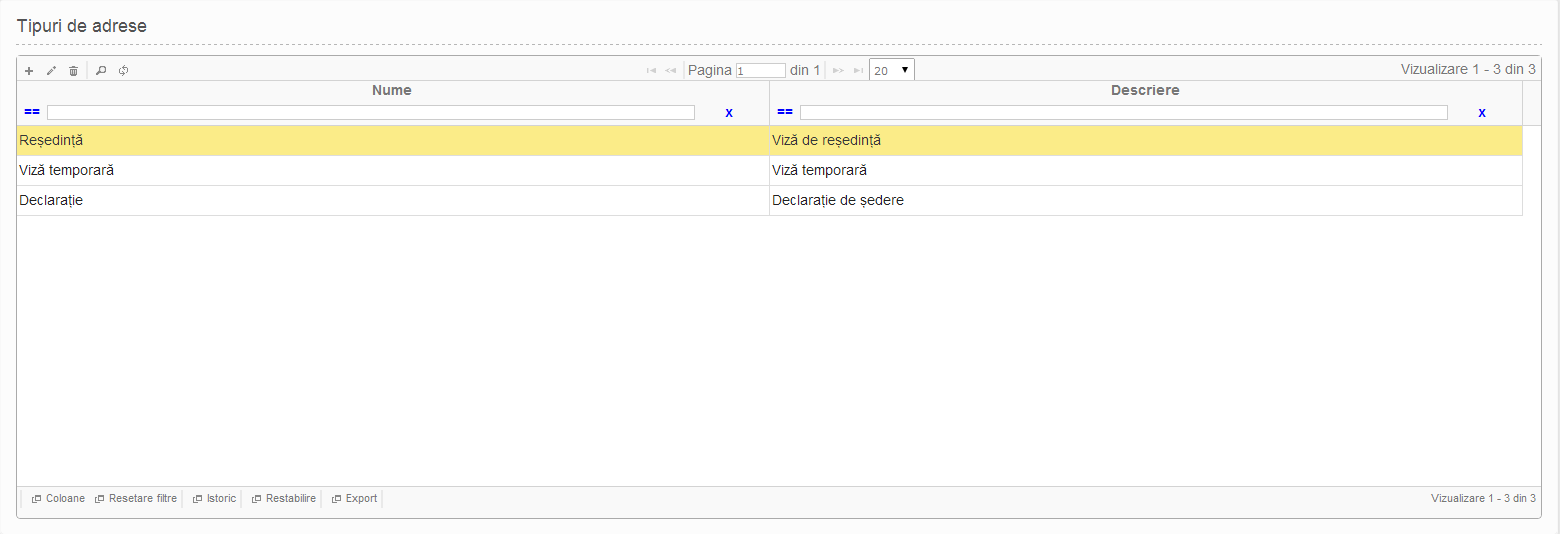 Tipuri de adrese
Pagina 1 din 1 20 Vizualizare 1 - 3 din 3
Nume Descriere
== x == x
Reședință Viză de reședință
Viză temporară Viză temporară
Declarație Declarație de ședere
Coloane Resetare filtre Istoric Restabilire Export Vizualizare 1 - 3 din 3